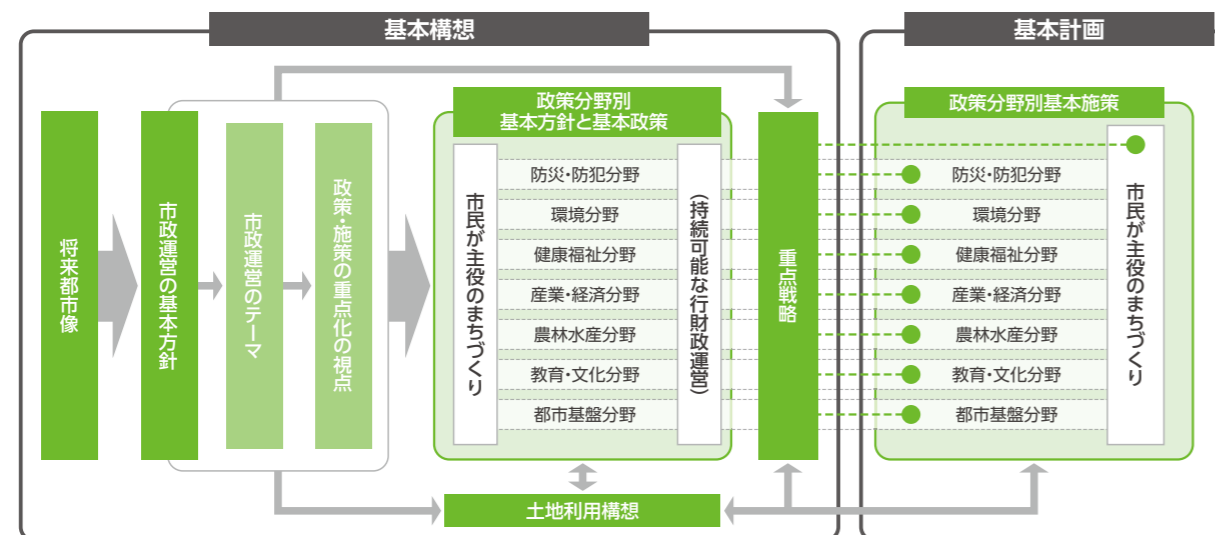 基本構想
将来都市像
市政運営の基本方針
市政運営のテーマ
政策・施策の重点化の視点
政策分野別
基本方針と基本政策
市民が主役のまちづくり
防災・防犯分野
環境分野
健康福祉分野
産業・経済分野
農林水産分野
教育・文化分野
都市基盤分野
（持続可能な行財政運営）
重点戦略
土地利用構想
基本計画
政策分野別基本施策
防災・防犯分野
環境分野
健康福祉分野
産業・経済分野
農林水産分野
教育・文化分野
都市基盤分野
市民が主役のまちづくり